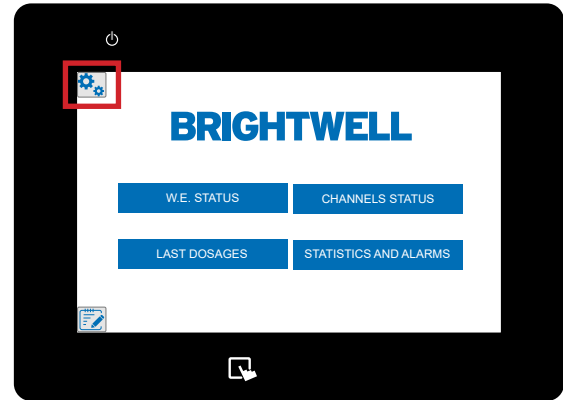 BRIGHTWELL
W.E. STATUS
CHANNELS STATUS
LAST DOSAGES
STATISTICS AND ALARMS